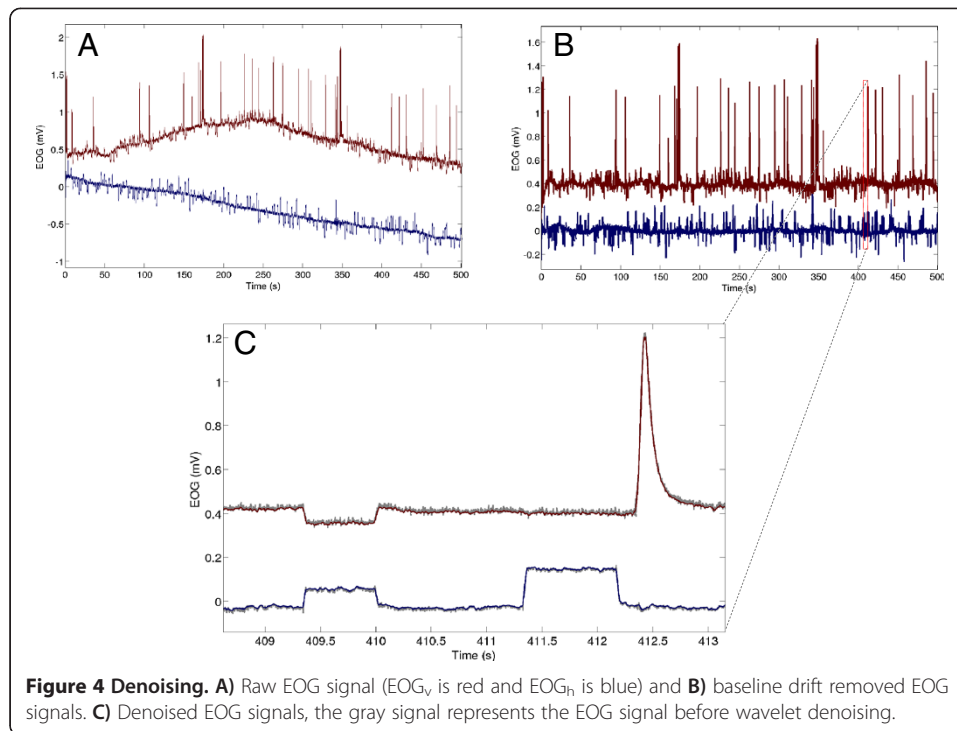 A
2
1.5
1
0.5
0
-0.5
-1
EOG (mV)
0 50 100 150 200 250 300 350 400 450 500
Time (s)
B
1.6
1.4
1.2
1
0.8
0.6
0.4
0.2
0
-0.2
EOG (mV)
0 50 100 150 200 250 300 350 400 450 500
Time (s)
C
1.2
1
0.8
0.6
0.4
0.2
0
EOG (mV)
409 409.5 410 410.5 411 411.5 412 412.5 413
Time (s)
Figure 4 Denoising. A) Raw EOG signal (EOGv is red and EOGh is blue) and B) baseline drift removed EOG
signals. C) Denoised EOG signals, the gray signal represents the EOG signal before wavelet denoising.